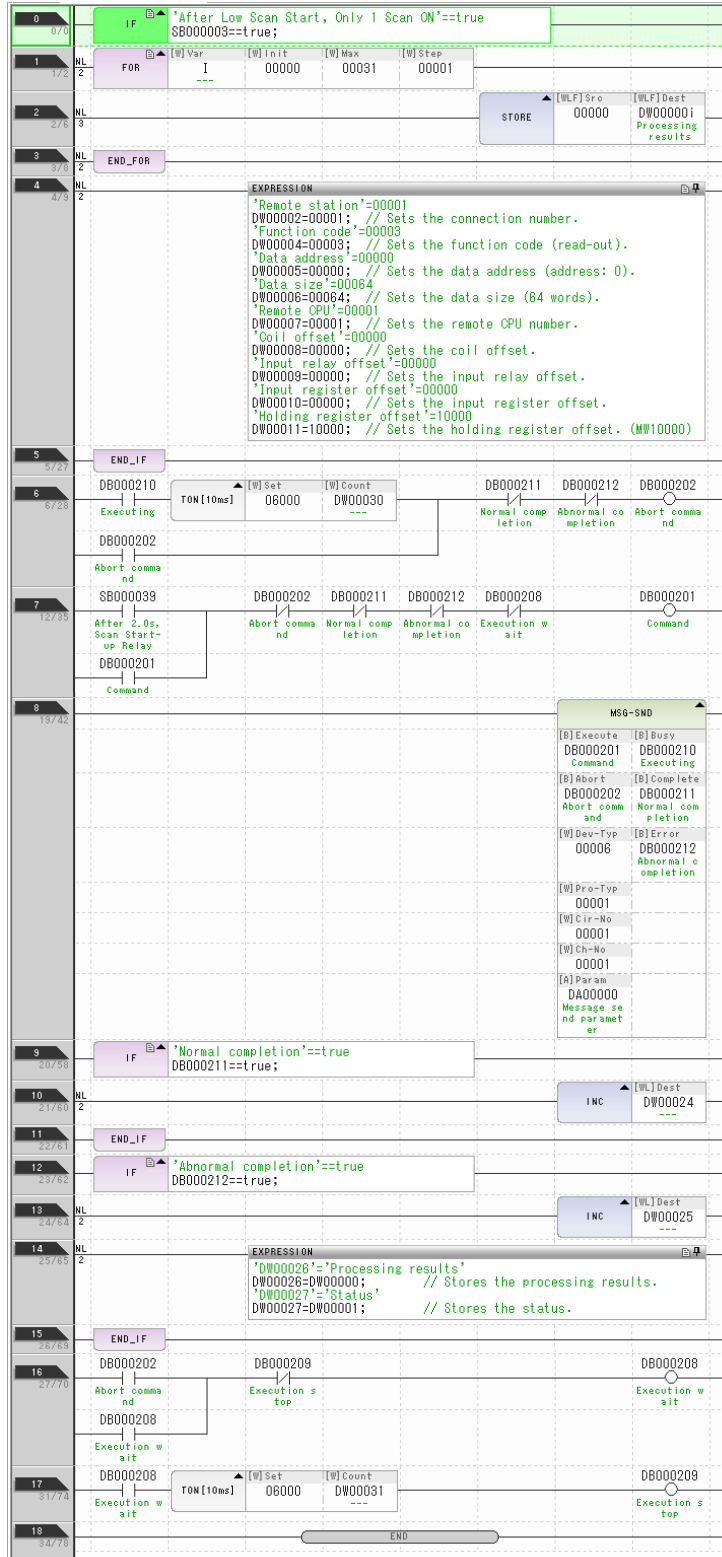 0
0/0
IF
'After Low Scan Start, Only 1 Scan ON'==true
SB000003==true;
1
1/2
NL
2
FOR
[W]Var
I
---
[W]Init
00000
[W]Max
00031
[W]Step
00001
2
2/6
NL
3
STORE
[WLF]Src
00000
[WLF]Dest
DW00000i
Processing
results
3
3/8
NL
2
END_FOR
4
4/9
NL
2
EXPRESSION
'Remote station'=00001
DW00002=00001; // Sets the connection number.
'Function code'=00003
DW00004=00003; // Sets the function code (read-out).
'Data address'=00000
DW00005=00000; // Sets the data address (address: 0).
'Data size'=00064
DW00006=00064; // Sets the data size (64 words).
'Remote CPU'=00001
DW00007=00001; // Sets the remote CPU number.
'Coil offset'=00000
DW00008=00000; // Sets the coil offset.
'Input relay offset'=00000
DW00009=00000; // Sets the input relay offset.
'Input register offset'=00000
DW00010=00000; // Sets the input register offset.
'Holding register offset'=10000
DW00011=10000; // Sets the holding register offset. (MW10000)
5
5/27
END_IF
6
6/28
DB000210
Executing
TON[10ms]
[W]Set
06000
[W]Count
DW00030
---
DB000211
Normal comp
letion
DB000212
Abnormal co
mpletion
DB000202
Abort comma
nd
DB000202
Abort comma
nd
7
12/35
SB000039
After 2.0s,
Scan Start-
up Relay
DB000202
Abort comma
nd
DB000211
Normal comp
letion
DB000212
Abnormal co
mpletion
DB000208
Execution w
ait
DB000201
Command
DB000201
Command
8
19/42
MSG-SND
[B]Execute
DB000201
Command
[B]Busy
DB000210
Executing
[B]Abort
DB000202
Abort comm
and
[B]Complete
DB000211
Normal com
pletion
[W]Dev-Typ
00006
[B]Error
DB000212
Abnormal c
ompletion
[W]Pro-Typ
00001
[W]Cir-No
00001
[W]Ch-No
00001
[A]Param
DA00000
Message se
nd paramet
er
9
20/58
IF
'Normal completion'==true
DB000211==true;
10
21/60
NL
2
INC
[WL]Dest
DW00024
---
11
22/61
END_IF
12
23/62
IF
'Abnormal completion'==true
DB000212==true;
13
24/64
NL
2
INC
[WL]Dest
DW00025
---
14
25/65
NL
2
EXPRESSION
'DW00026'='Processing results'
DW00026=DW00000; // Stores the processing results.
'DW00027'='Status'
DW00027=DW00001; // Stores the status.
15
26/69
END_IF
16
27/70
DB000202
Abort comma
nd
DB000209
Execution s
top
DB000208
Execution w
ait
DB000208
Execution w
ait
17
31/74
DB000208
Execution w
ait
TON[10ms]
[W]Set
06000
[W]Count
DW00031
---
DB000209
Execution s
top
18
34/78
END